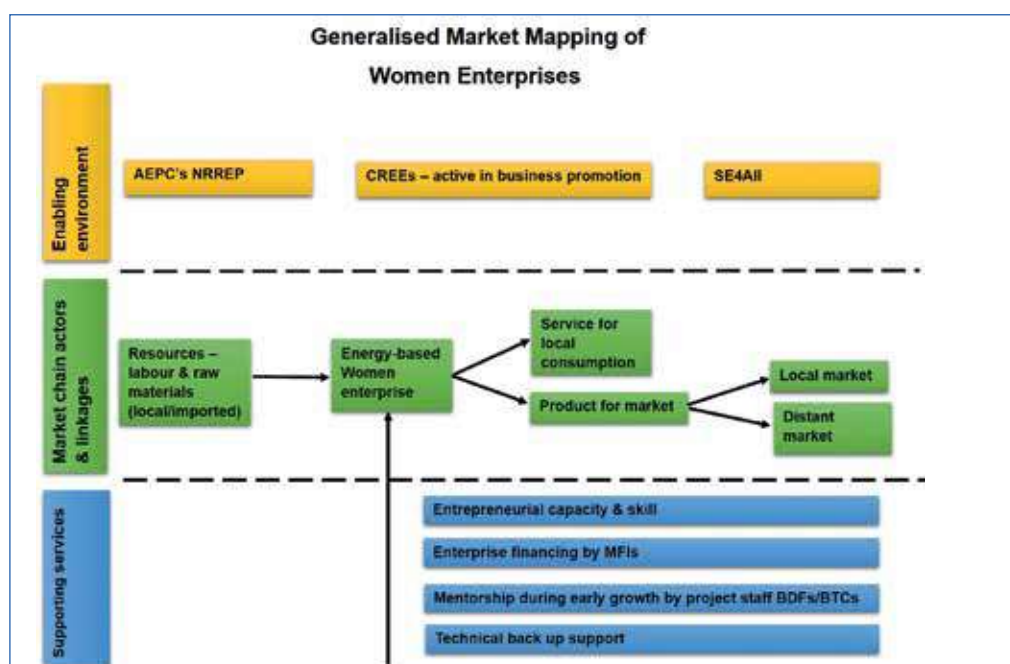 Generalised Market Mapping of
Women Enterprises
Enabling
environment
AEPC's NRREP
CREEs – active in business promotion
SE4All
Market chain actors
& linkages
Resources –
labour & raw
materials
(local/imported)
Energy-based
Women
enterprise
Service for
local
consumption
Product for market
Local market
Distant
market
Supporting services
Entrepreneurial capacity & skill
Enterprise financing by MFIs
Mentorship during early growth by project staff BDFs/BTCs
Technical back up support